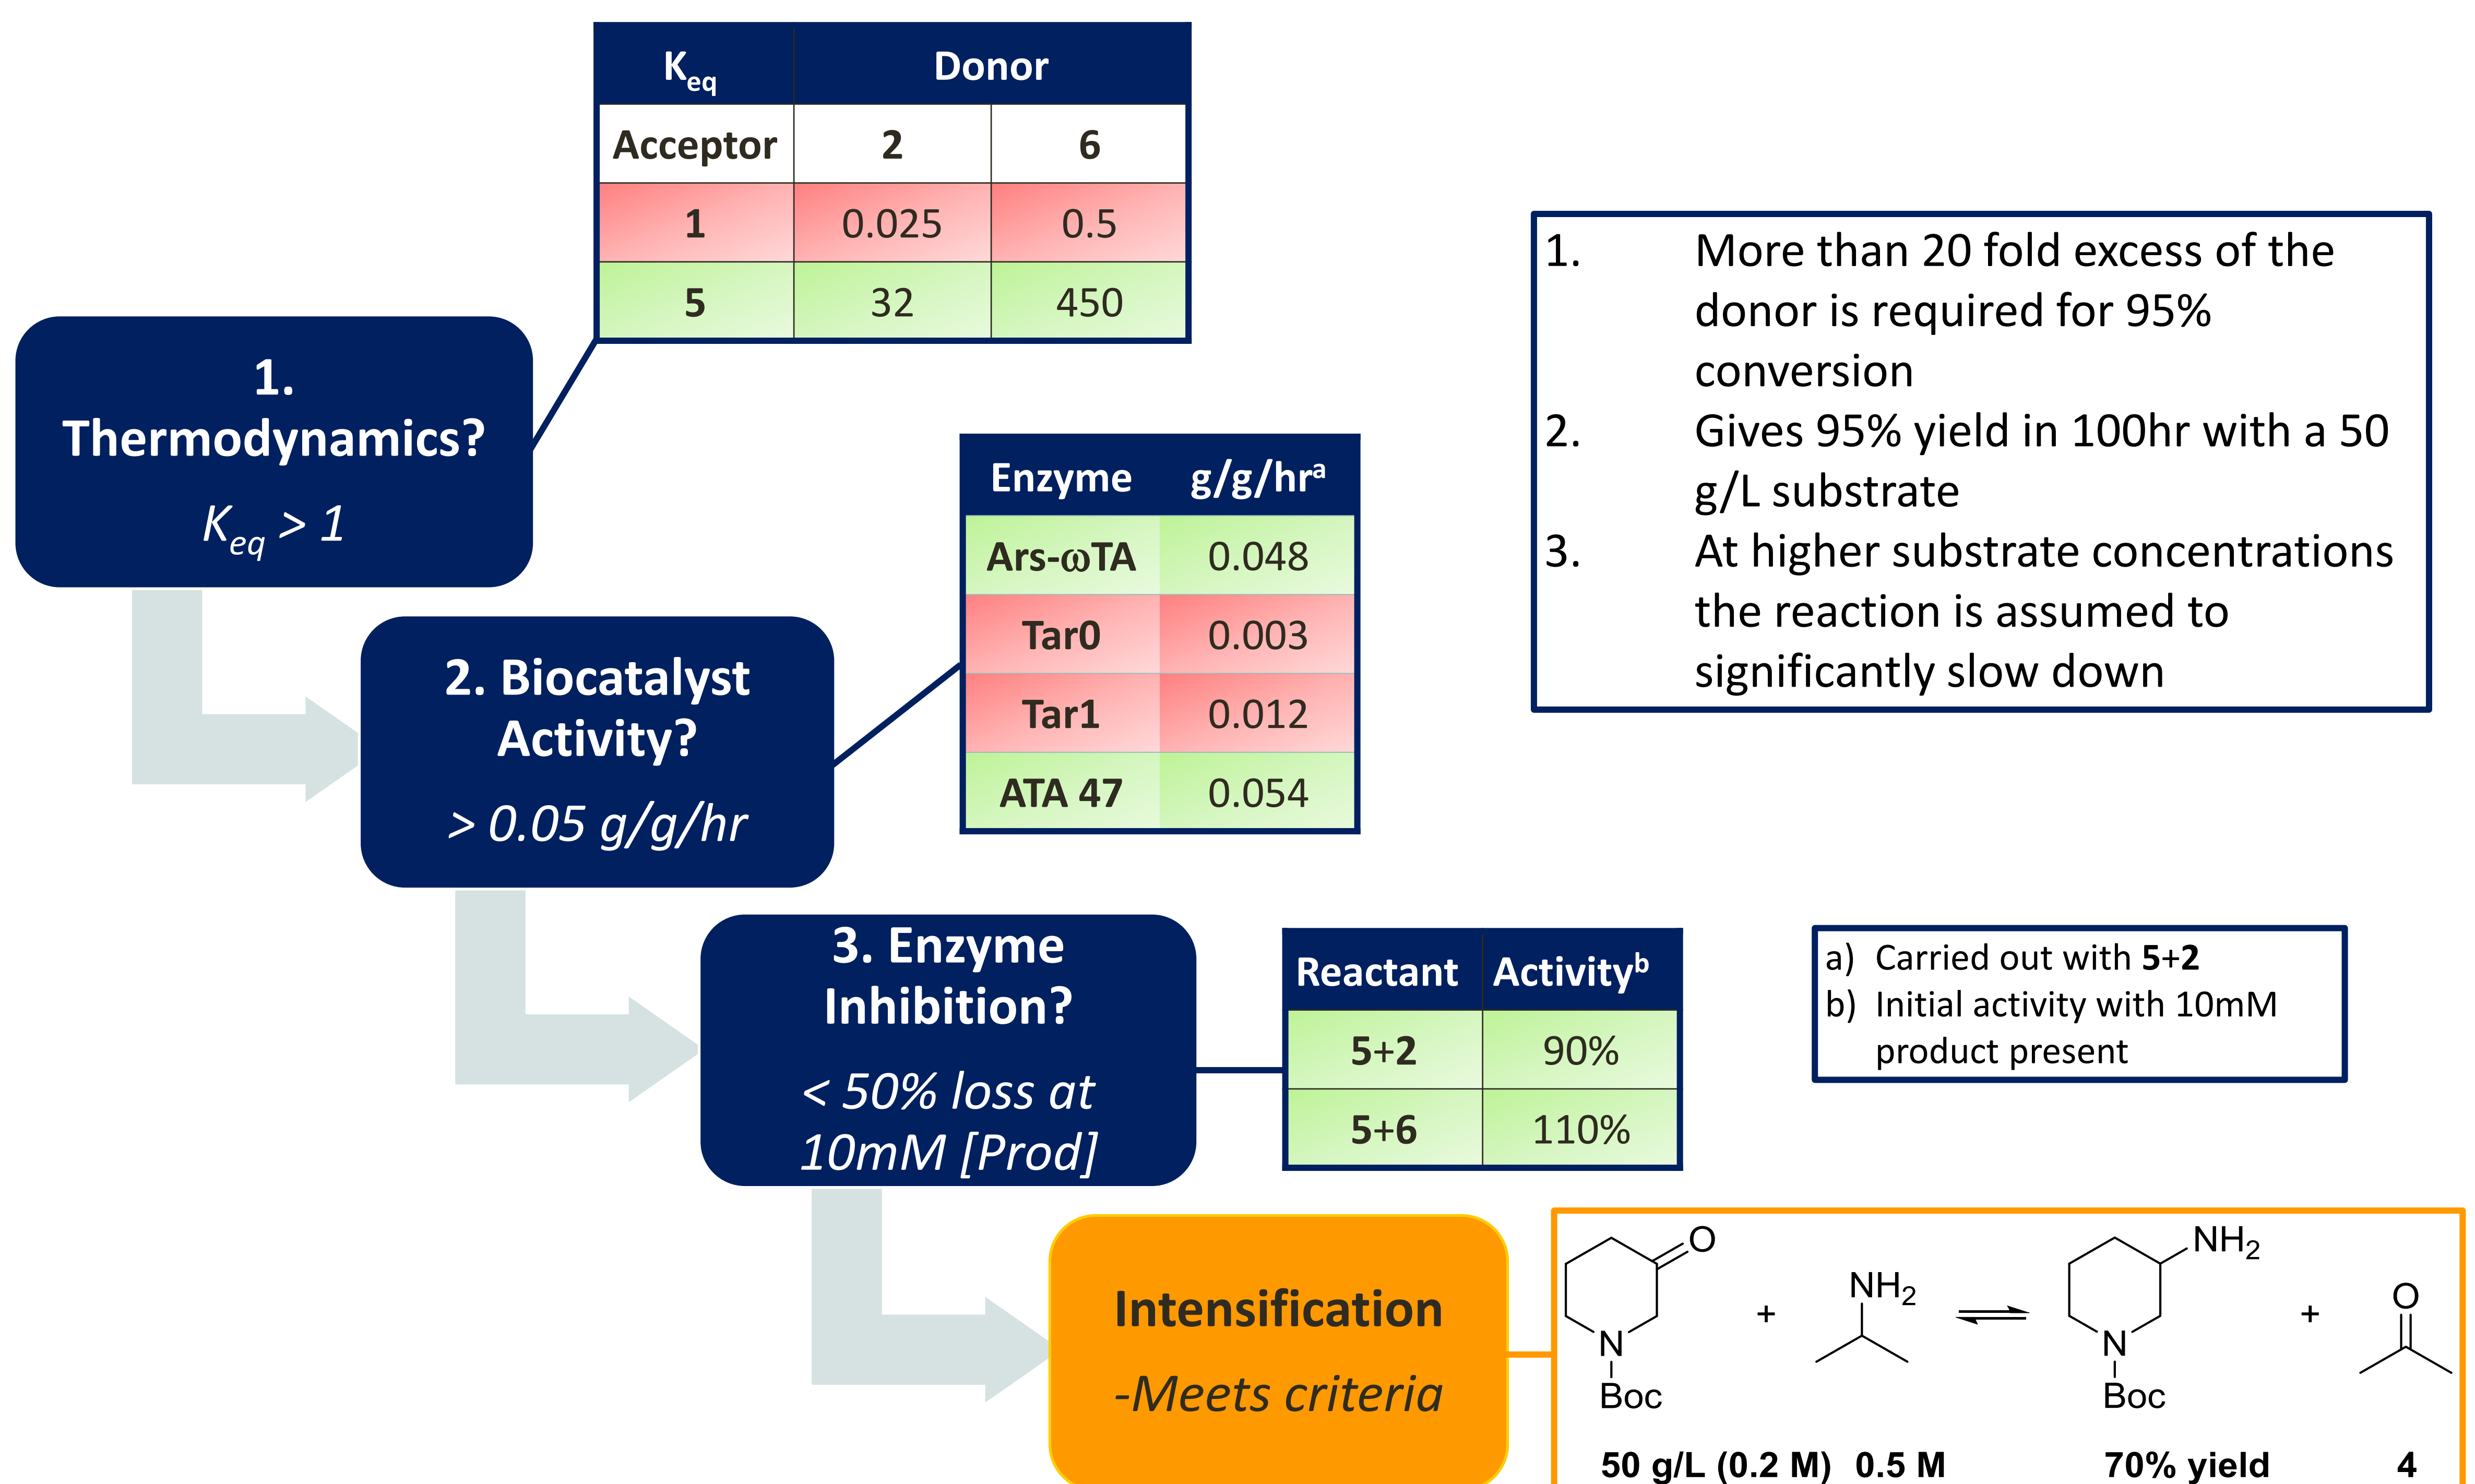 K_eq Donor
Acceptor 2 6
1 0.025 0.5
5 32 450
1.
Thermodynamics?
K_eq > 1
1. More than 20 fold excess of the
donor is required for 95%
conversion
2. Gives 95% yield in 100hr with a 50
g/L substrate
3. At higher substrate concentrations
the reaction is assumed to
significantly slow down
Enzyme g/g/hr^a
Ars-ωTA 0.048
Tar0 0.003
Tar1 0.012
ATA 47 0.054
2. Biocatalyst
Activity?
> 0.05 g/g/hr
3. Enzyme
Inhibition?
< 50% loss at
10mM [Prod]
Reactant Activity^b
5+2 90%
5+6 110%
a) Carried out with 5+2
b) Initial activity with 10mM
product present
Intensification
-Meets criteria
O
N
Boc
+
NH₂
NH₂
N
Boc
+
O
50 g/L (0.2 M) 0.5 M 70% yield 4